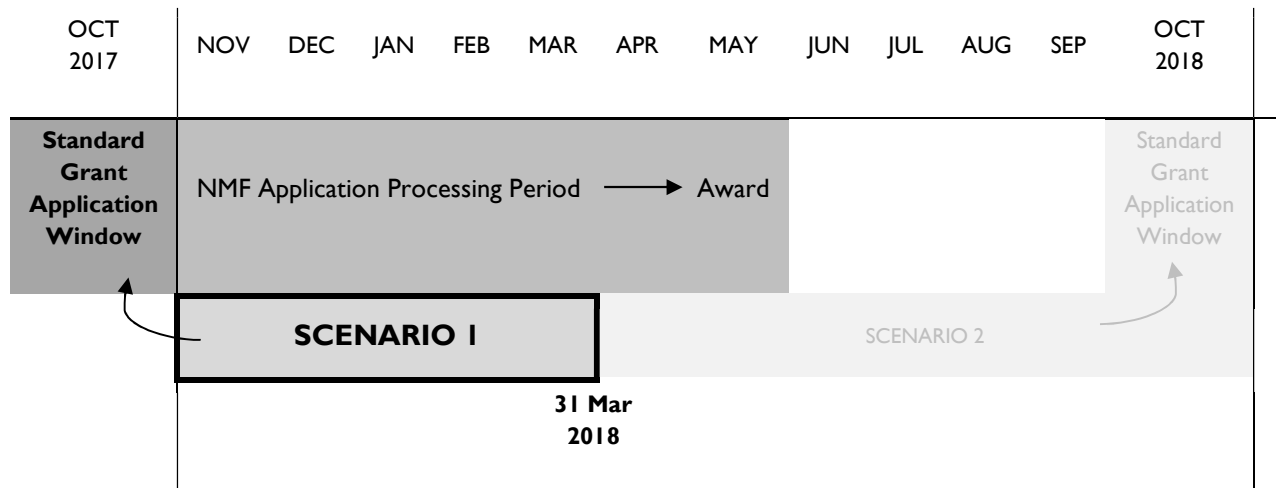 OCT
2017
NOV DEC JAN FEB MAR APR MAY JUN JUL AUG SEP
OCT
2018
Standard
Grant
Application
Window
NMF Application Processing Period Award
Standard
Grant
Application
Window
SCENARIO 1
SCENARIO 2
31 Mar
2018